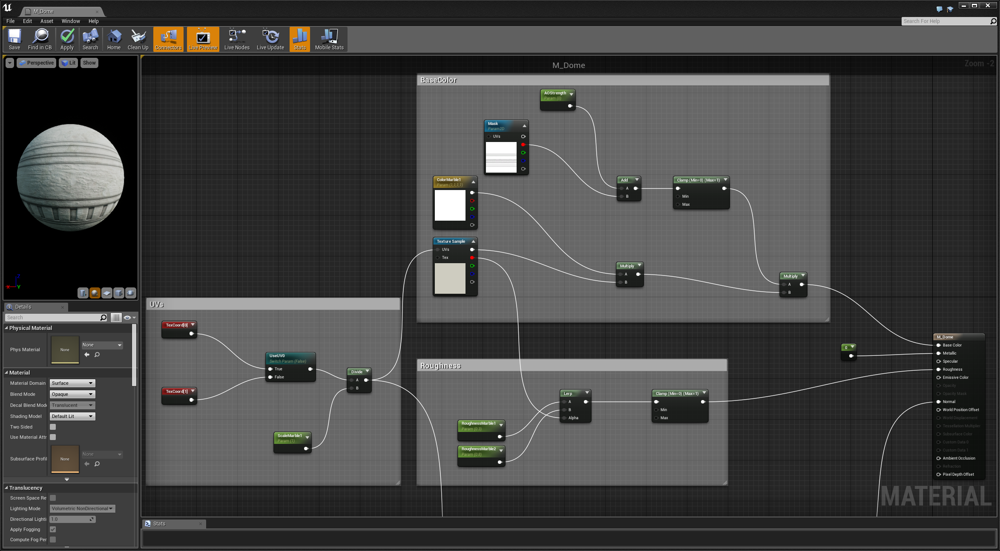 M_Dome
File Edit Asset Window Help
Search For Help
Save Find in CB Apply Search Home Clean Up Connectors Live Preview Live Nodes Live Update Stats Mobile Stats
Perspective Lit Show
Z
X Y
Details
Search
Physical Material
Phys Material
None
None
Material
Material Domain Surface
Blend Mode Opaque
Decal Blend Mode Translucent
Shading Model Default Lit
Two Sided
Use Material Attr
Subsurface Profil
None
None
Translucency
Screen Space Re
Lighting Mode Volumetric NonDirectional
Directional Lighti 1.0
Apply Fogging
Compute Fog Per
M_Dome
Zoom -2
BaseColor
AOStrength
Param (0)
Mask
Param2D
UVs
ColorMarble1
Param (1,1,1,1)
Texture Sample
UVs
Tex
Add
A
B
Clamp (Min=0) (Max=1)
Min
Max
Multiply
A
B
Multiply
A
B
UVs
TexCoord[0]
TexCoord[1]
UseUV0
Switch Param (False)
True
False
Divide
A
B
ScaleMarble1
Param (1)
Roughness
RoughnessMarble1
Param (0.3)
RoughnessMarble2
Param (0.8)
Lerp
A
B
Alpha
Clamp (Min=0) (Max=1)
Min
Max
0
M_Dome
Base Color
Metallic
Specular
Roughness
Emissive Color
Opacity
Opacity Mask
Normal
World Position Offset
World Displacement
Tessellation Multiplier
Subsurface Color
Custom Data 0
Custom Data 1
Ambient Occlusion
Refraction
Pixel Depth Offset
MATERIAL
Stats